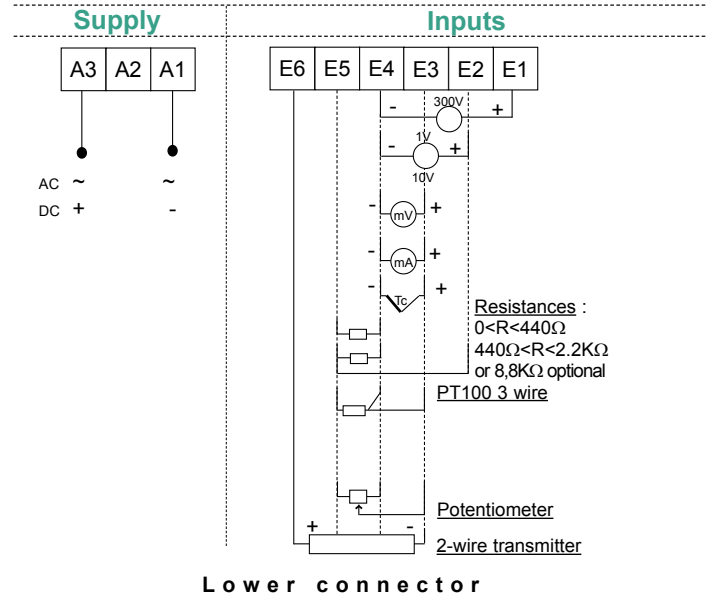 Supply Inputs
A3 A2 A1 E6 E5 E4 E3 E2 E1
- 300V +
1V
- +
10V
AC ~ ~
DC + -
- mV +
- mA +
- Tc +
Resistances :
0<R<440Ω
440Ω<R<2.2KΩ
or 8,8KΩ optional
PT100 3 wire
Potentiometer
+ -
2-wire transmitter
Lower connector